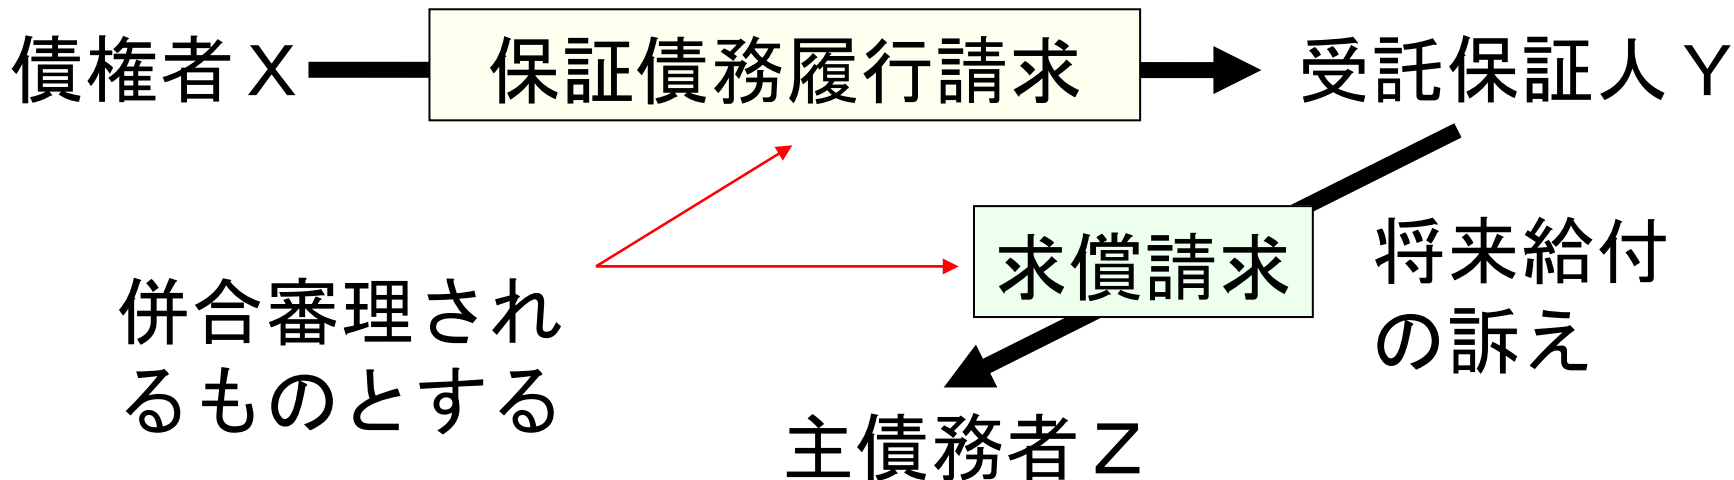 債権者X 保証債務履行請求 受託保証人Y
求償請求
将来給付
の訴え
併合審理され
るものとする
主債務者Z